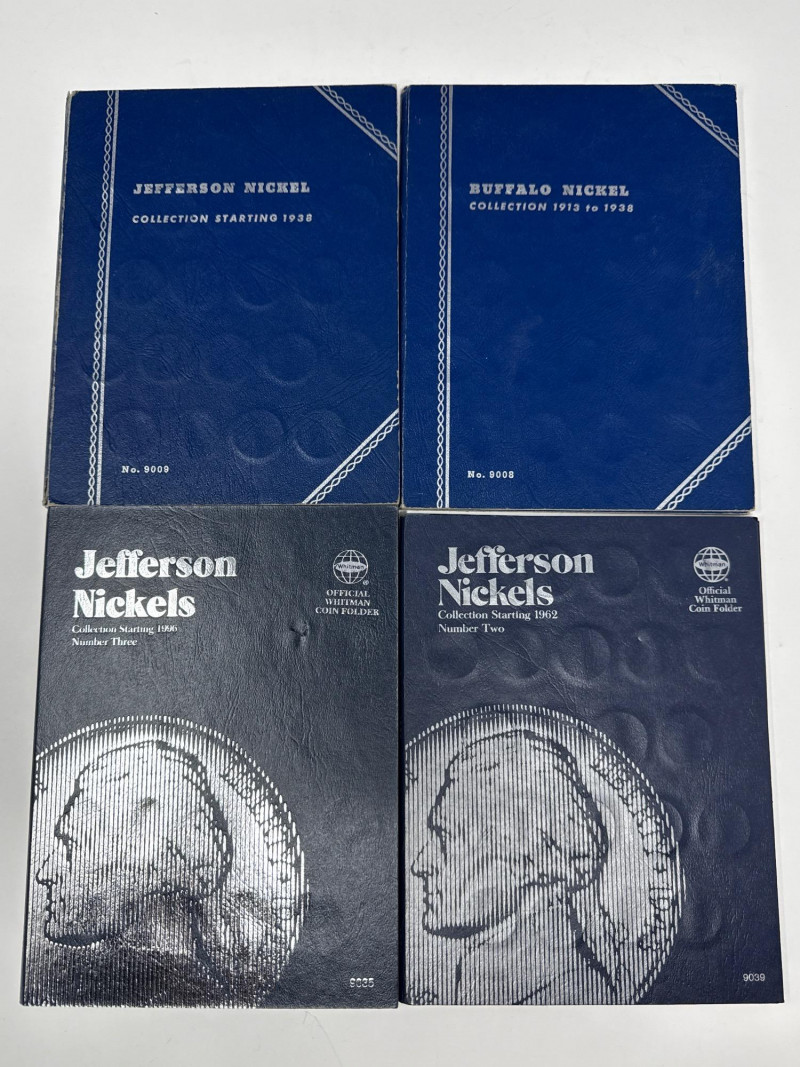 JEFFERSON NICKEL
COLLECTION STARTING 1938
No. 9009
BUFFALO NICKEL
COLLECTION 1913 to 1938
No. 9008
Jefferson
Nickels
Collection Starting 1996
Number Three
Whitman
®
OFFICIAL
WHITMAN
COIN FOLDER
9035
Jefferson
Nickels
Collection Starting 1962
Number Two
Whitman
Official
Whitman
Coin Folder
9039